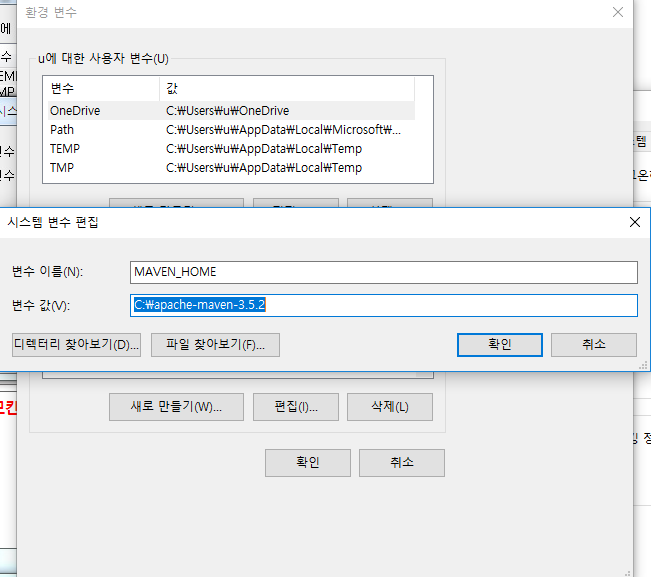 환경 변수
u에 대한 사용자 변수(U)
변수 값
OneDrive C:₩Users₩u₩OneDrive
Path C:₩Users₩u₩AppData₩Local₩Microsoft₩...
TEMP C:₩Users₩u₩AppData₩Local₩Temp
TMP C:₩Users₩u₩AppData₩Local₩Temp
시스템 변수 편집
변수 이름(N): MAVEN_HOME
변수 값(V): C:₩apache-maven-3.5.2
디렉터리 찾아보기(D)... 파일 찾아보기(F)... 확인 취소
새로 만들기(W)... 편집(I)... 삭제(L)
확인 취소